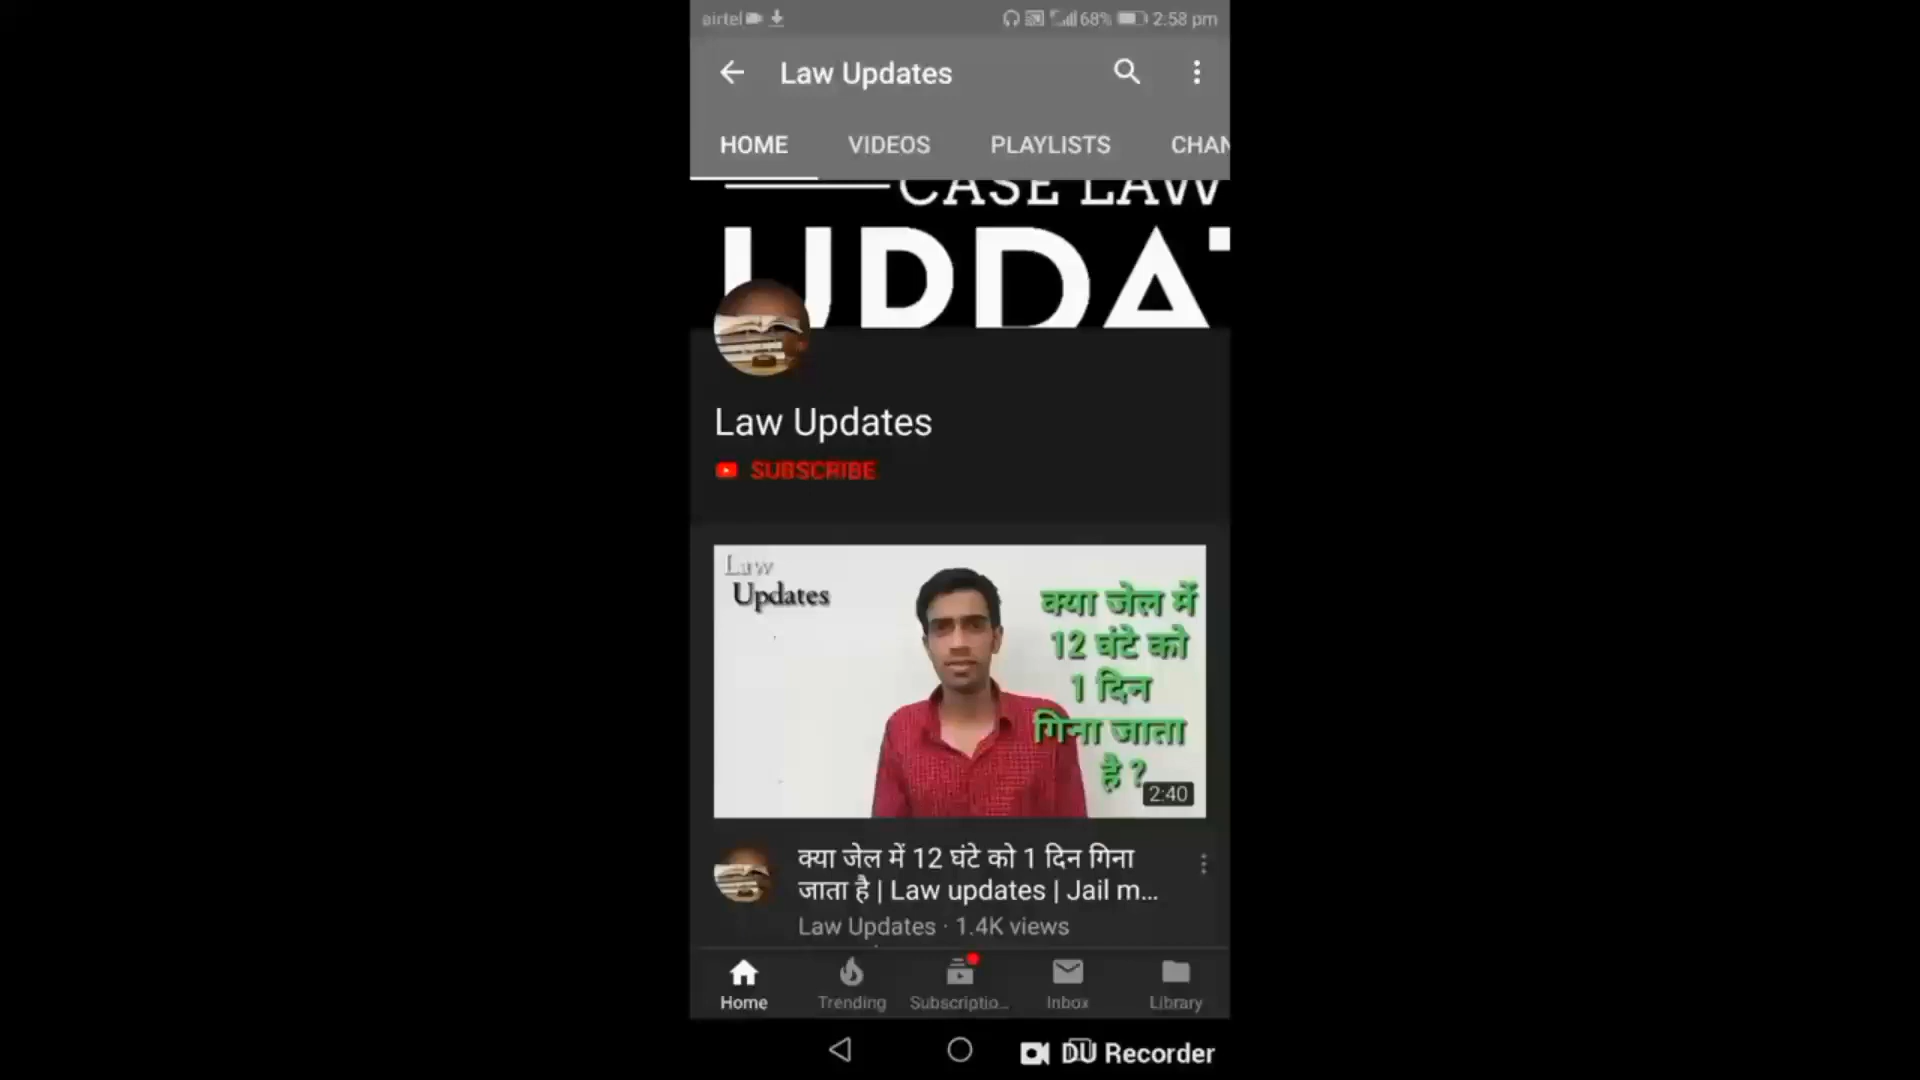 airtel 68% 2:58 pm
Law Updates
HOME VIDEOS PLAYLISTS CHAN
CASE LAW
UPDAT
Law Updates
SUBSCRIBE
Law
Updates
क्या जेल में
12 घंटे को
1 दिन
गिना जाता
है ?
2:40
क्या जेल में 12 घंटे को 1 दिन गिना
जाता है | Law updates | Jail m...
Law Updates · 1.4K views
Home Trending Subscriptio... Inbox Library
DU Recorder